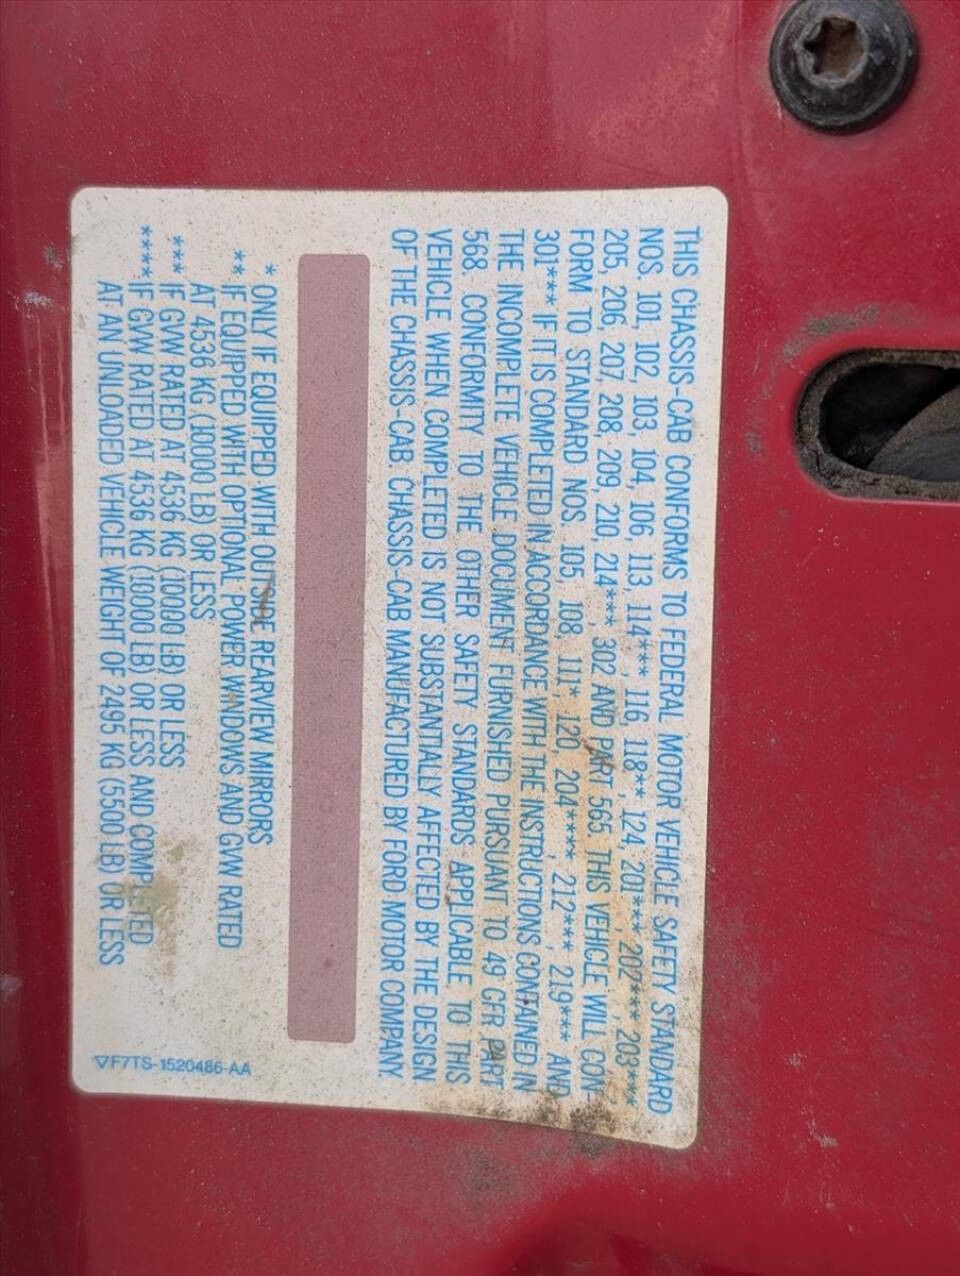 THIS CHASSIS-CAB CONFORMS TO FEDERAL MOTOR VEHICLE SAFETY STANDARD
NOS. 101, 102, 103, 104, 106, 113, 114***, 116, 118**, 124, 201***, 202****, 203****
205, 206, 207, 208, 209, 210, 214***, 302 AND PART 565. THIS VEHICLE WILL CON-
FORM TO STANDARD NOS. 105, 108, 111*, 120, 204****, 212****, 219*** AND
301*** IF IT IS COMPLETED IN ACCORDANCE WITH THE INSTRUCTIONS CONTAINED IN
THE INCOMPLETE VEHICLE DOCUMENT FURNISHED PURSUANT TO 49 CFR PART
568. CONFORMITY TO THE OTHER SAFETY STANDARDS APPLICABLE TO THIS
VEHICLE WHEN COMPLETED IS NOT SUBSTANTIALLY AFFECTED BY THE DESIGN
OF THE CHASSIS-CAB. CHASSIS-CAB MANUFACTURED BY FORD MOTOR COMPANY
* ONLY IF EQUIPPED WITH OUTSIDE REARVIEW MIRRORS
** IF EQUIPPED WITH OPTIONAL POWER WINDOWS AND GVW RATED
AT 4536 KG (10000 LB) OR LESS
*** IF GVW RATED AT 4536 KG (10000 LB) OR LESS
**** IF GVW RATED AT 4536 KG (10000 LB) OR LESS AND COMPLETED
AT AN UNLOADED VEHICLE WEIGHT OF 2495 KG (5500 LB) OR LESS
F7TS-1520486-AA